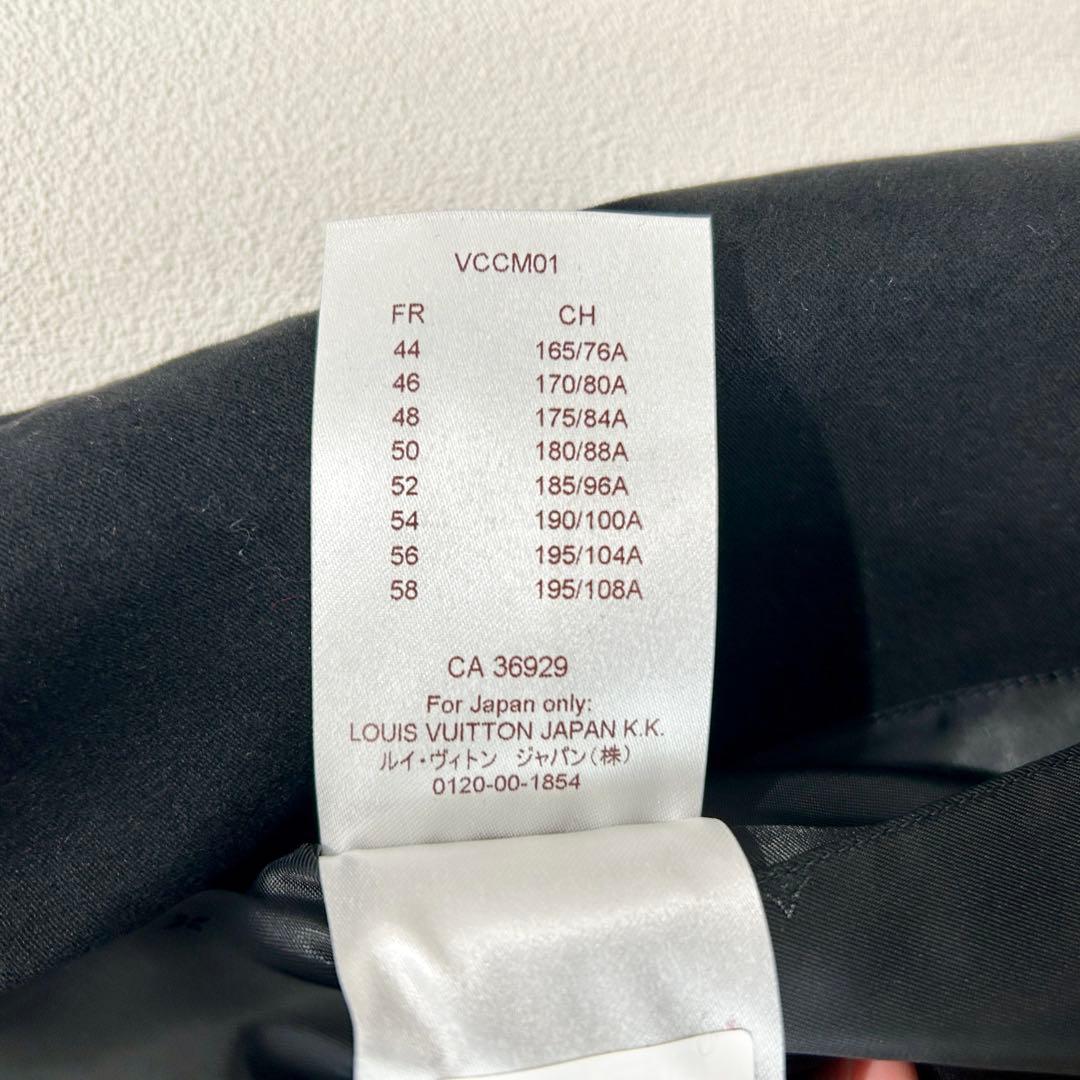 VCCM01
FR CH
44 165/76A
46 170/80A
48 175/84A
50 180/88A
52 185/96A
54 190/100A
56 195/104A
58 195/108A
CA 36929
For Japan only:
LOUIS VUITTON JAPAN K.K.
ルイ・ヴィトン ジャパン(株)
0120-00-1854